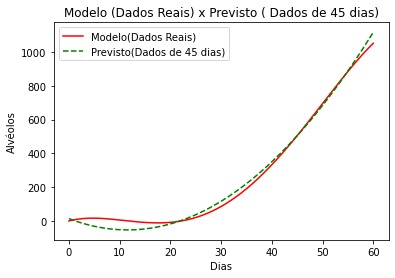 Modelo (Dados Reais) x Previsto ( Dados de 45 dias)
Modelo(Dados Reais)
Previsto(Dados de 45 dias)
Alvéolos
1000
800
600
400
200
0
0 10 20 30 40 50 60
Dias